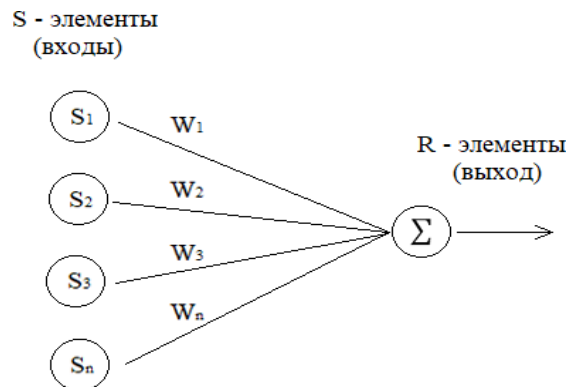 S - элементы
(входы)
S1
W1
R - элементы
(выход)
S2
W2
Σ
S3
W3
Wn
Sn